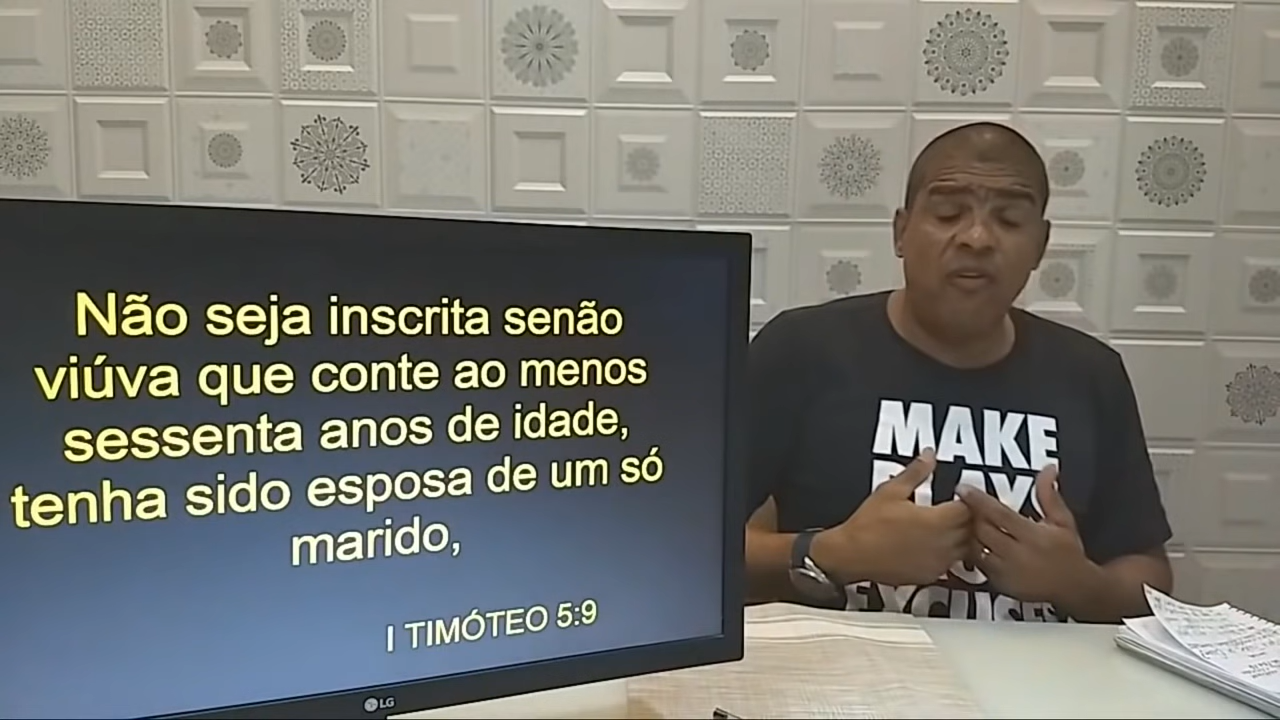 Não seja inscrita senão
viúva que conte ao menos
sessenta anos de idade,
tenha sido esposa de um só
marido,
I TIMÓTEO 5:9
LG
MAKE
PLAYS
EXCUSES